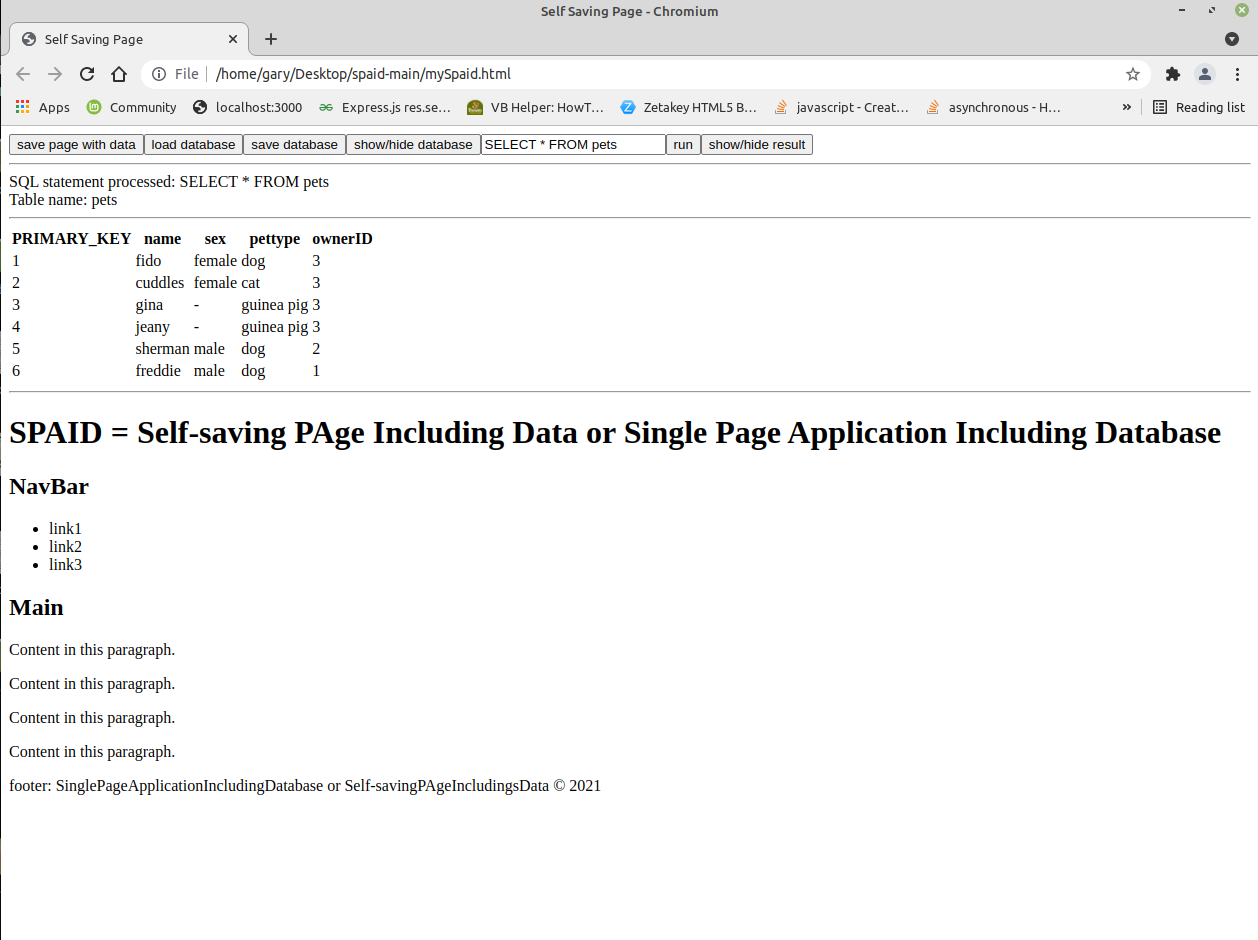 Self Saving Page - Chromium
Self Saving Page
File /home/gary/Desktop/spaid-main/mySpaid.html
Apps Community localhost:3000 Express.js res.se... VB Helper: HowT... Zetakey HTML5 B... javascript - Creat... asynchronous - H... » Reading list
save page with data load database save database show/hide database SELECT * FROM pets run show/hide result
SQL statement processed: SELECT * FROM pets
Table name: pets
PRIMARY_KEY name sex pettype ownerID
1 fido female dog 3
2 cuddles female cat 3
3 gina - guinea pig 3
4 jeany - guinea pig 3
5 sherman male dog 2
6 freddie male dog 1
SPAID = Self-saving PAge Including Data or Single Page Application Including Database
NavBar
• link1
• link2
• link3
Main
Content in this paragraph.
Content in this paragraph.
Content in this paragraph.
Content in this paragraph.
footer: SinglePageApplicationIncludingDatabase or Self-savingPAgeIncludingsData © 2021